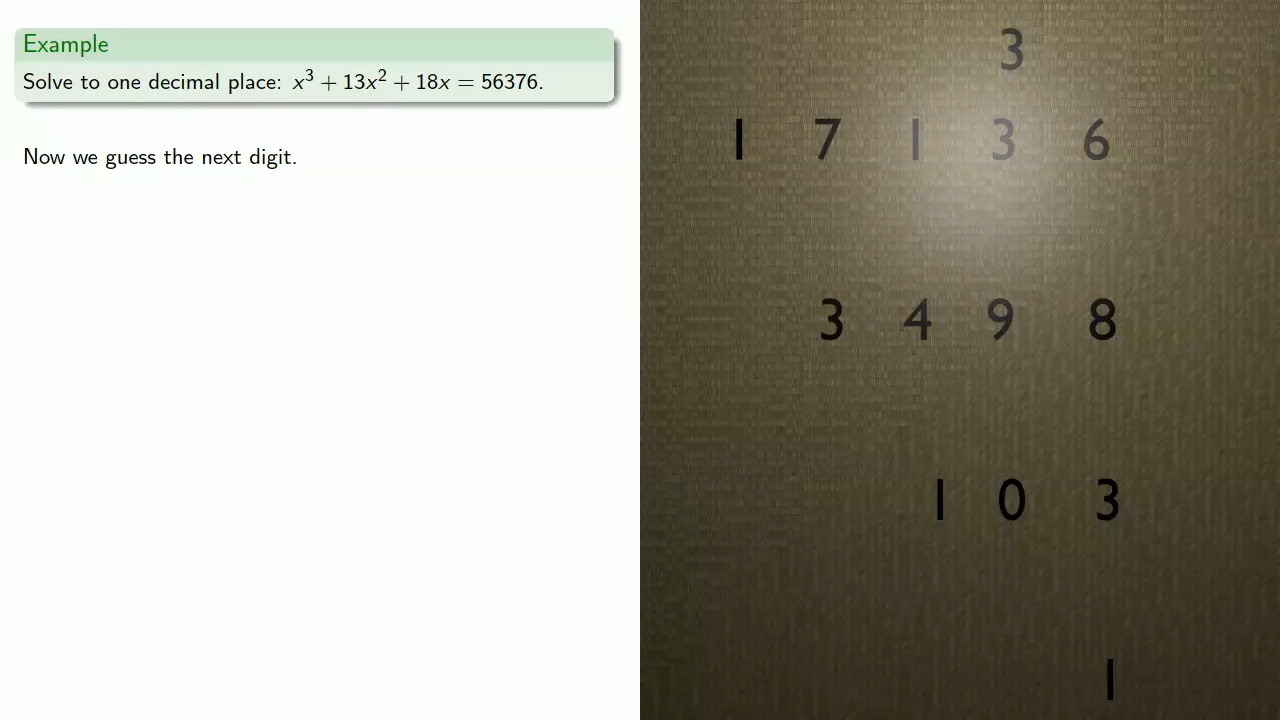 Example
Solve to one decimal place: x³ + 13x² + 18x = 56376.
Now we guess the next digit.
3
1 7 1 3 6
3 4 9 8
1 0 3
1